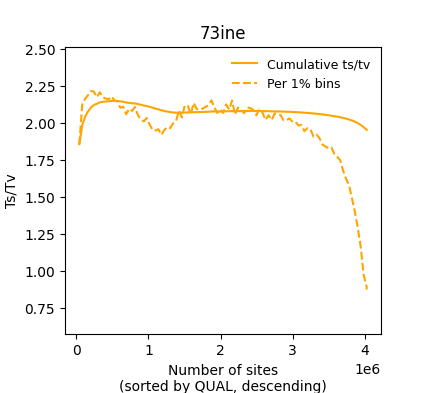 73ine
2.50
2.25
2.00
1.75
1.50
1.25
1.00
0.75
Ts/Tv
Cumulative ts/tv
Per 1% bins
0 1 2 3 4
1e6
Number of sites
(sorted by QUAL, descending)